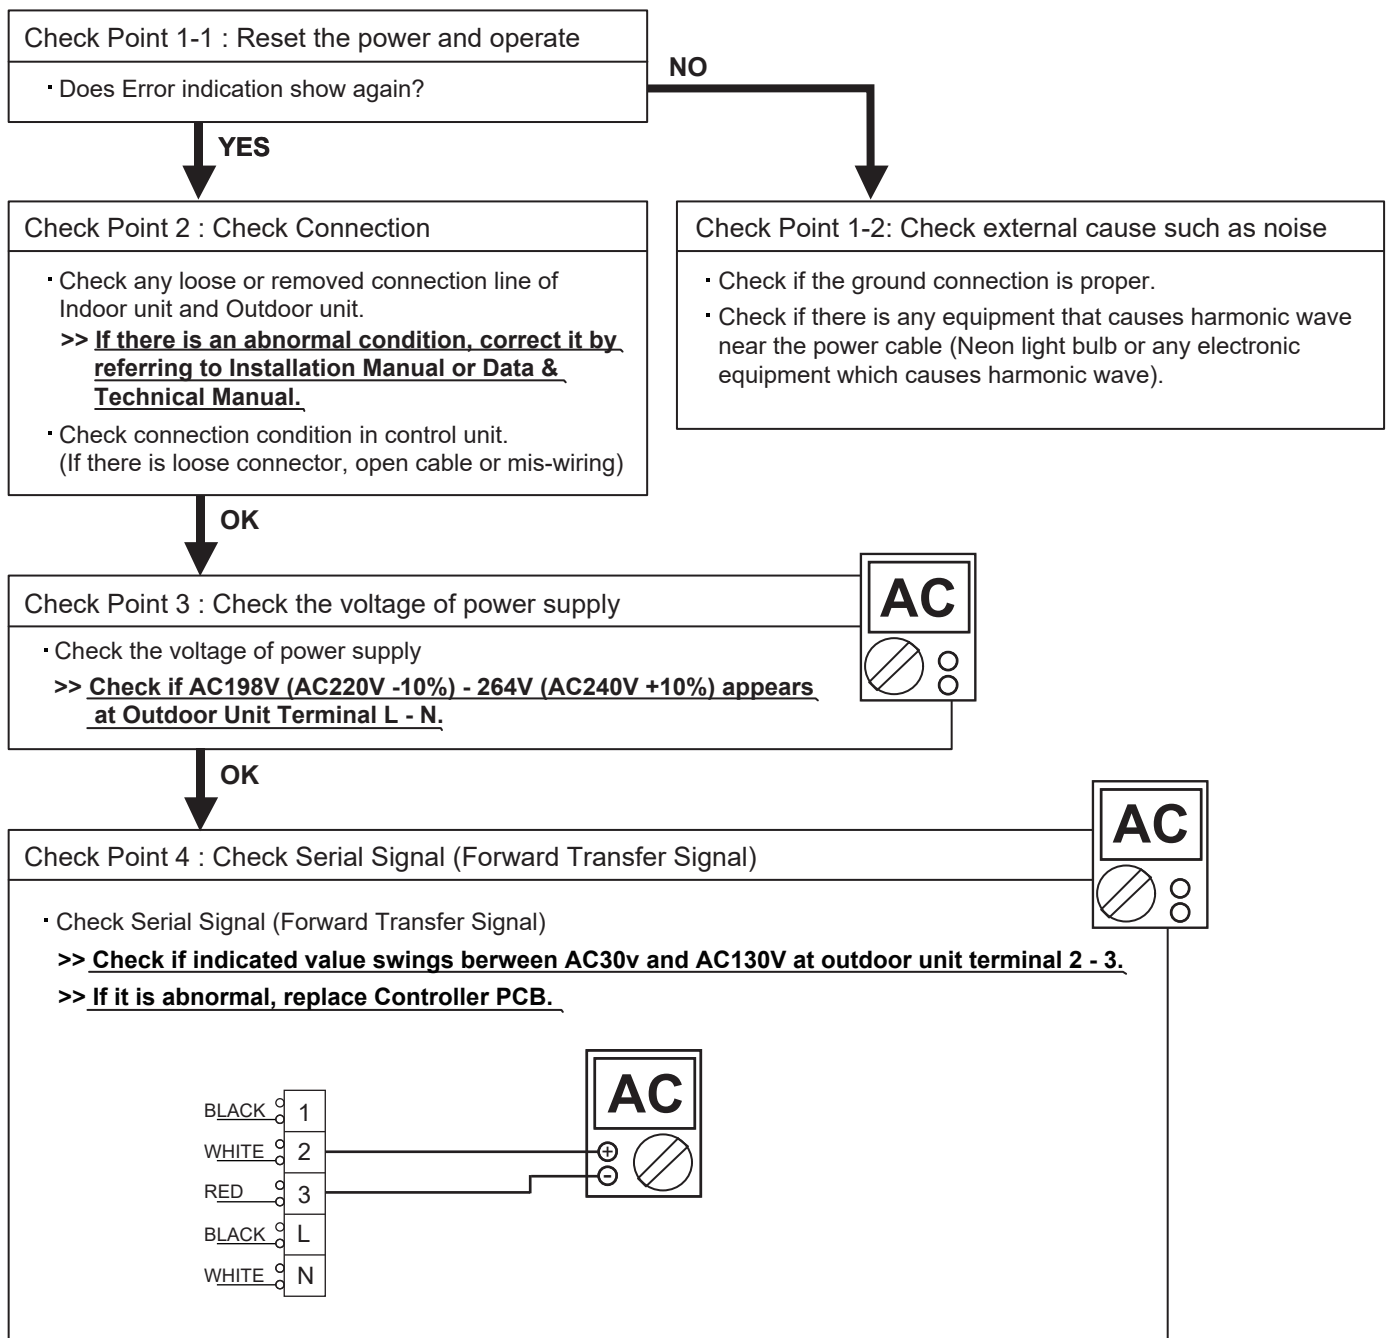 Check Point 1-1 : Reset the power and operate
· Does Error indication show again?
NO
YES
Check Point 2 : Check Connection
· Check any loose or removed connection line of
Indoor unit and Outdoor unit.
>> If there is an abnormal condition, correct it by
referring to Installation Manual or Data &
Technical Manual.
· Check connection condition in control unit.
(If there is loose connector, open cable or mis-wiring)
Check Point 1-2: Check external cause such as noise
· Check if the ground connection is proper.
· Check if there is any equipment that causes harmonic wave
near the power cable (Neon light bulb or any electronic
equipment which causes harmonic wave).
OK
Check Point 3 : Check the voltage of power supply
AC
· Check the voltage of power supply
>> Check if AC198V (AC220V -10%) - 264V (AC240V +10%) appears
at Outdoor Unit Terminal L - N.
OK
Check Point 4 : Check Serial Signal (Forward Transfer Signal)
AC
· Check Serial Signal (Forward Transfer Signal)
>> Check if indicated value swings berween AC30v and AC130V at outdoor unit terminal 2 - 3.
>> If it is abnormal, replace Controller PCB.
AC
BLACK 1
WHITE 2
+
RED 3
-
BLACK L
WHITE N